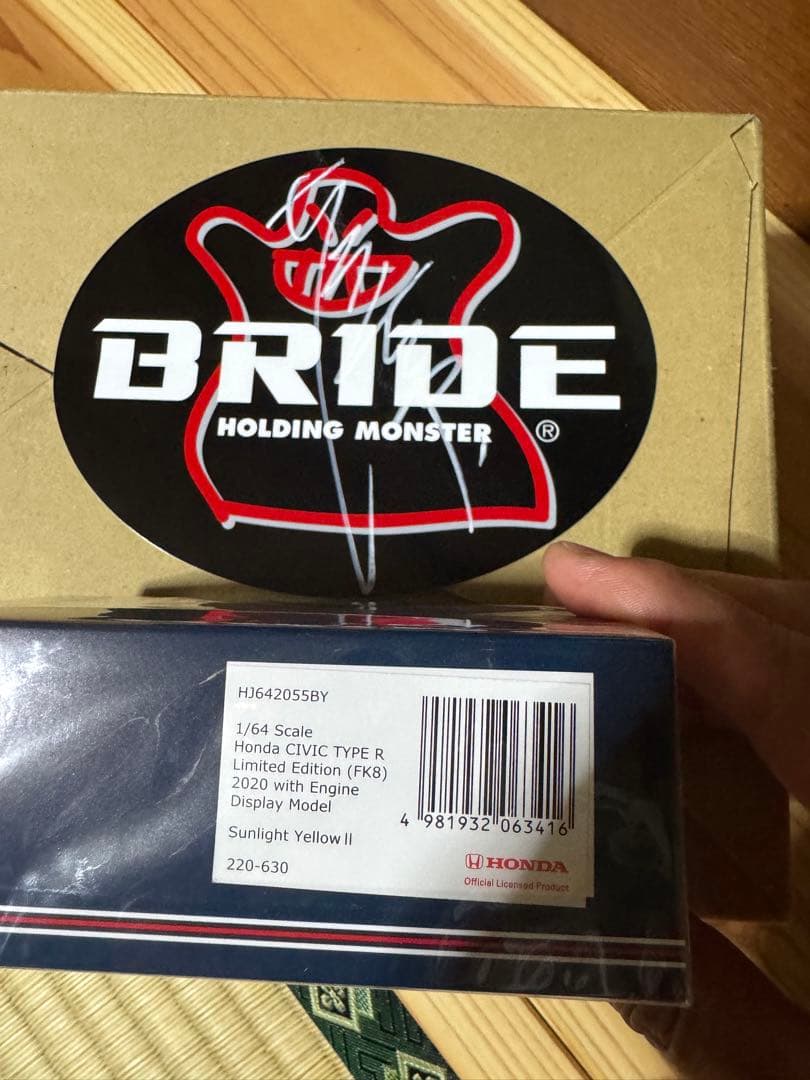 BRIDE
HOLDING MONSTER
®
HJ642055BY
1/64 Scale
Honda CIVIC TYPE R
Limited Edition (FK8)
2020 with Engine
Display Model
Sunlight Yellow II
220-630
4 981932 063416
HONDA
Official Licensed Product